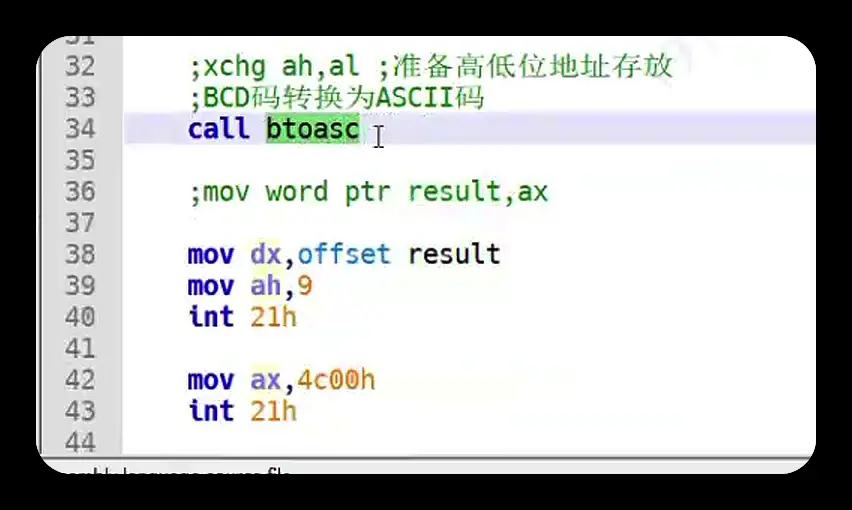 31
32 ;xchg ah,al ;准备高低位地址存放
33 ;BCD码转换为ASCII码
34 call btoasc
35
36 ;mov word ptr result,ax
37
38 mov dx,offset result
39 mov ah,9
40 int 21h
41
42 mov ax,4c00h
43 int 21h
44
language source file